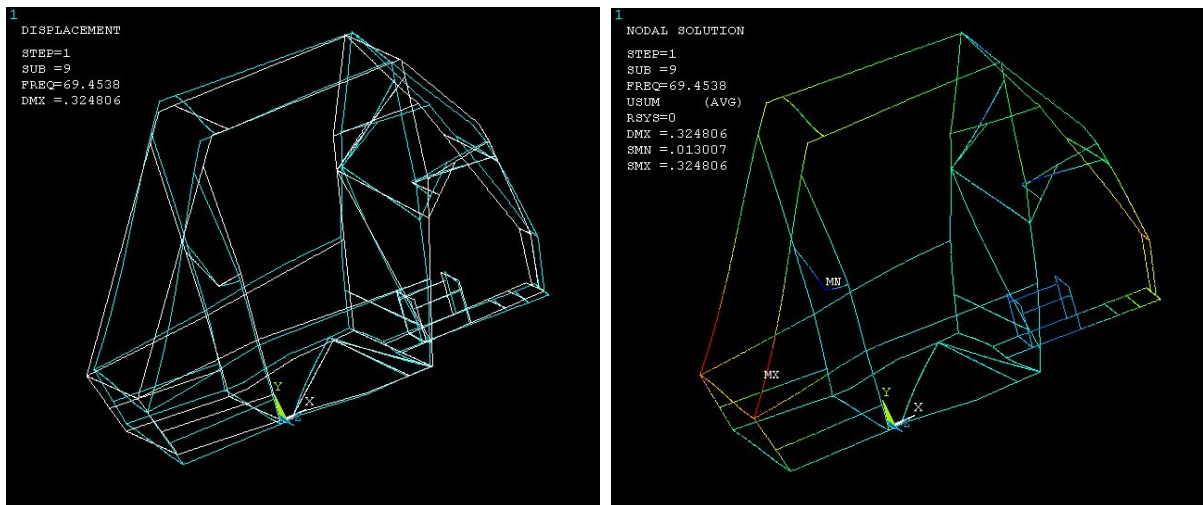 1
DISPLACEMENT
STEP=1
SUB =9
FREQ=69.4538
DMX =.324806
Y
X
Z
1
NODAL SOLUTION
STEP=1
SUB =9
FREQ=69.4538
USUM (AVG)
RSYS=0
DMX =.324806
SMN =.013007
SMX =.324806
MN
MX
Y
X
Z